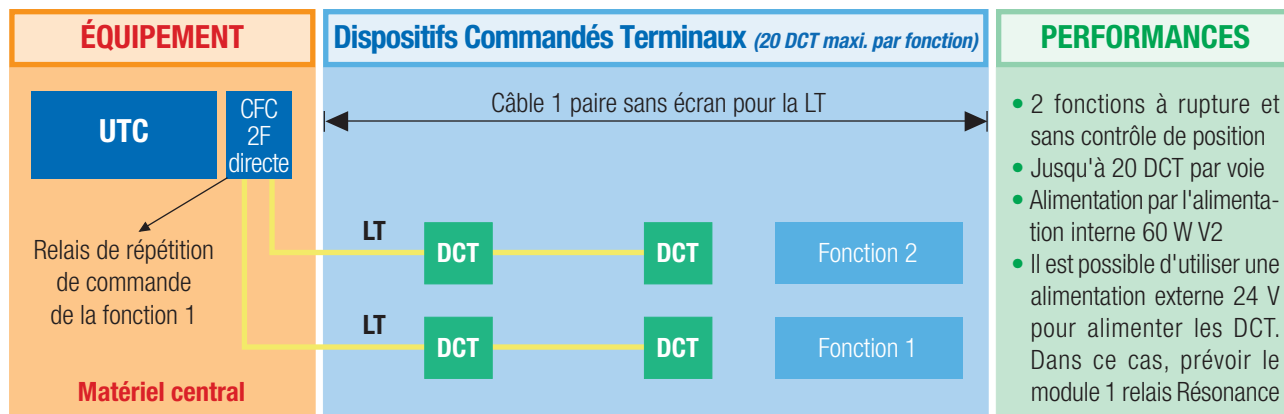 ÉQUIPEMENT
UTC
CFC
2F
directe
Relais de répétition
de commande
de la fonction 1
Matériel central
Dispositifs Commandés Terminaux (20 DCT maxi. par fonction)
Câble 1 paire sans écran pour la LT
LT
DCT
DCT
Fonction 2
LT
DCT
DCT
Fonction 1
PERFORMANCES
• 2 fonctions à rupture et
sans contrôle de position
• Jusqu'à 20 DCT par voie
• Alimentation par l'alimenta-
tion interne 60 W V2
• Il est possible d'utiliser une
alimentation externe 24 V
pour alimenter les DCT.
Dans ce cas, prévoir le
module 1 relais Résonance